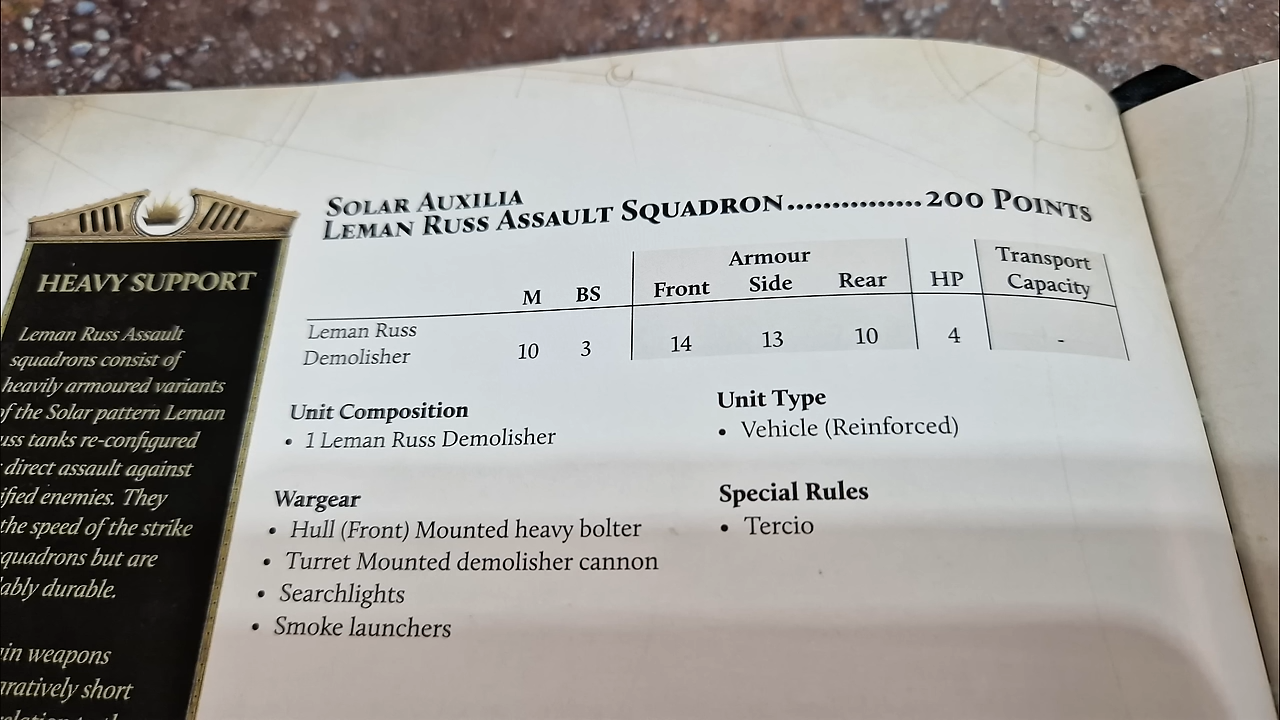 SOLAR AUXILIA
LEMAN RUSS ASSAULT SQUADRON...............200 POINTS
HEAVY SUPPORT
Leman Russ Assault
squadrons consist of
heavily armoured variants
of the Solar pattern Leman
re-configured
direct assault against
enemies. They
the speed of the strike
but are
durable.
weapons
short
M BS Armour Front Side Rear HP Transport Capacity
Leman Russ
Demolisher 10 3 14 13 10 4 -
Unit Composition
• 1 Leman Russ Demolisher
Unit Type
• Vehicle (Reinforced)
Wargear
• Hull (Front) Mounted heavy bolter
• Turret Mounted demolisher cannon
• Searchlights
• Smoke launchers
Special Rules
• Tercio